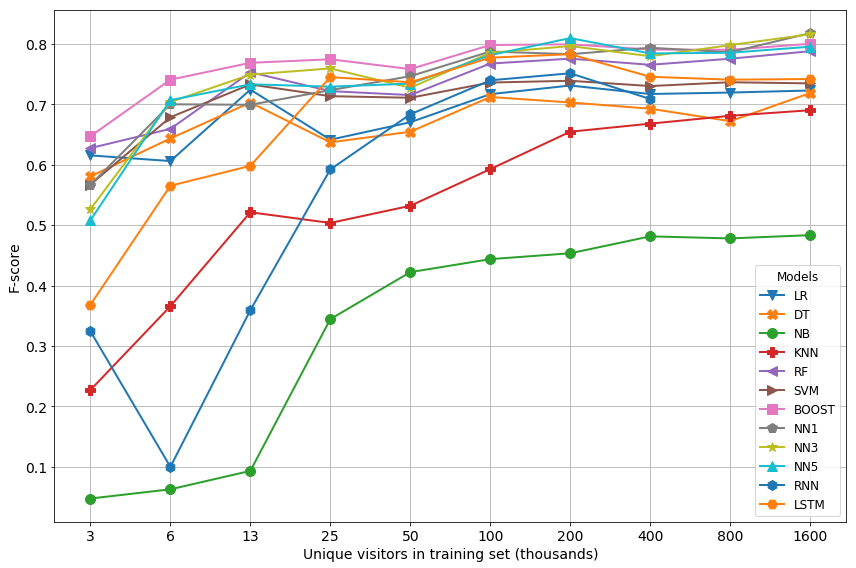 0.8
0.7
0.6
0.5
0.4
0.3
0.2
0.1
F-score
3 6 13 25 50 100 200 400 800 1600
Unique visitors in training set (thousands)
Models
LR
DT
NB
KNN
RF
SVM
BOOST
NN1
NN3
NN5
RNN
LSTM